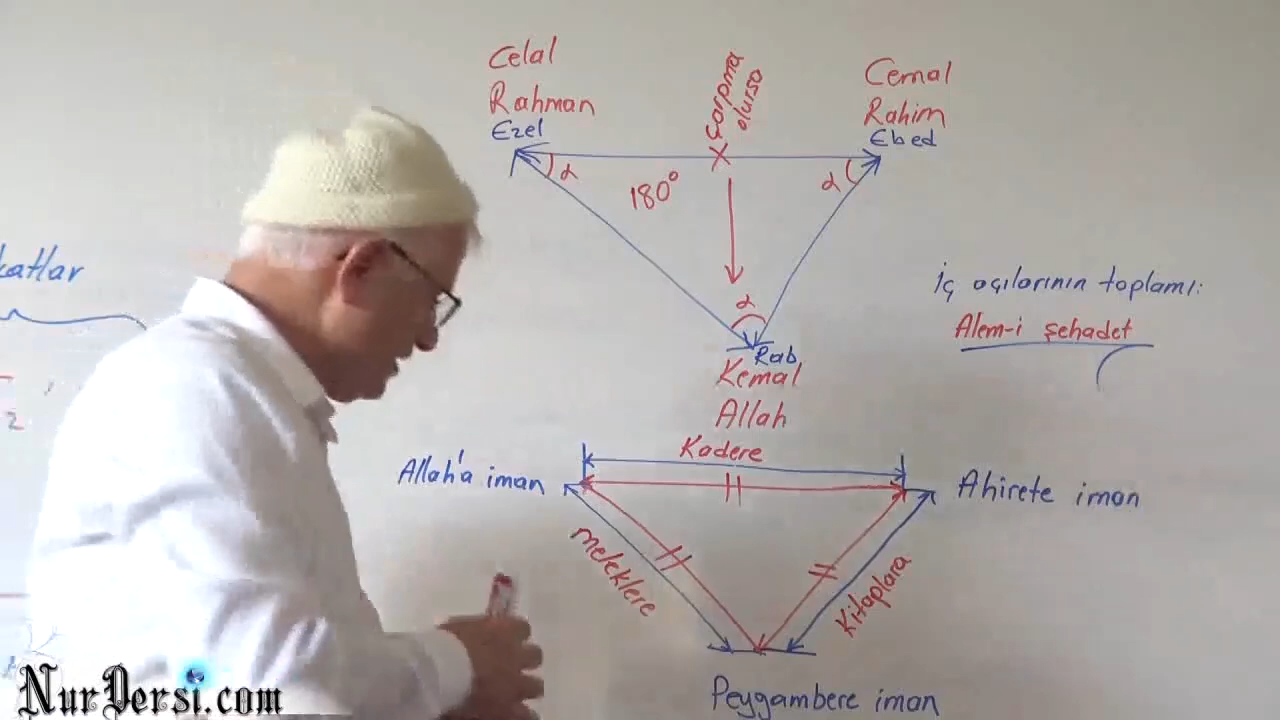 Celal
Rahman
Ezel
Çarpma
olursa
Cemal
Rahim
Ebed
α
180°
α
α
Rab
Kemal
Allah
katlar
2
İç açılarının toplamı:
Alem-i şehadet
Kadere
Allah'a iman
Ahirete iman
meleklere
Kitaplara
Peygambere iman
NurDersi.com